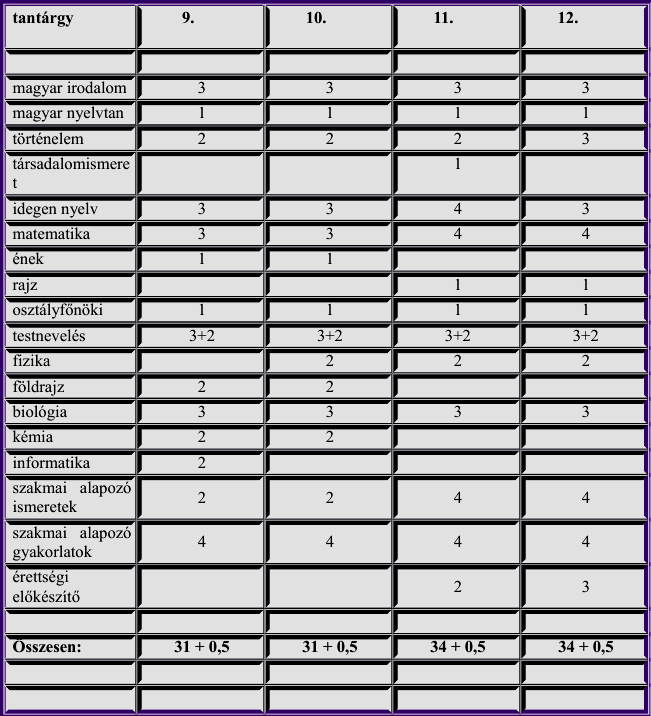 tantárgy 9. 10. 11. 12.
magyar irodalom 3 3 3 3
magyar nyelvtan 1 1 1 1
történelem 2 2 2 3
társadalomismere 1
t
idegen nyelv 3 3 4 3
matematika 3 3 4 4
ének 1 1
rajz 1 1
osztályfőnöki 1 1 1 1
testnevelés 3+2 3+2 3+2 3+2
fizika 2 2 2
földrajz 2 2
biológia 3 3 3 3
kémia 2 2
informatika 2
szakmai alapozó
ismeretek 2 2 4 4
szakmai alapozó
gyakorlatok 4 4 4 4
érettségi
előkészítő 2 3
Összesen: 31 + 0,5 31 + 0,5 34 + 0,5 34 + 0,5